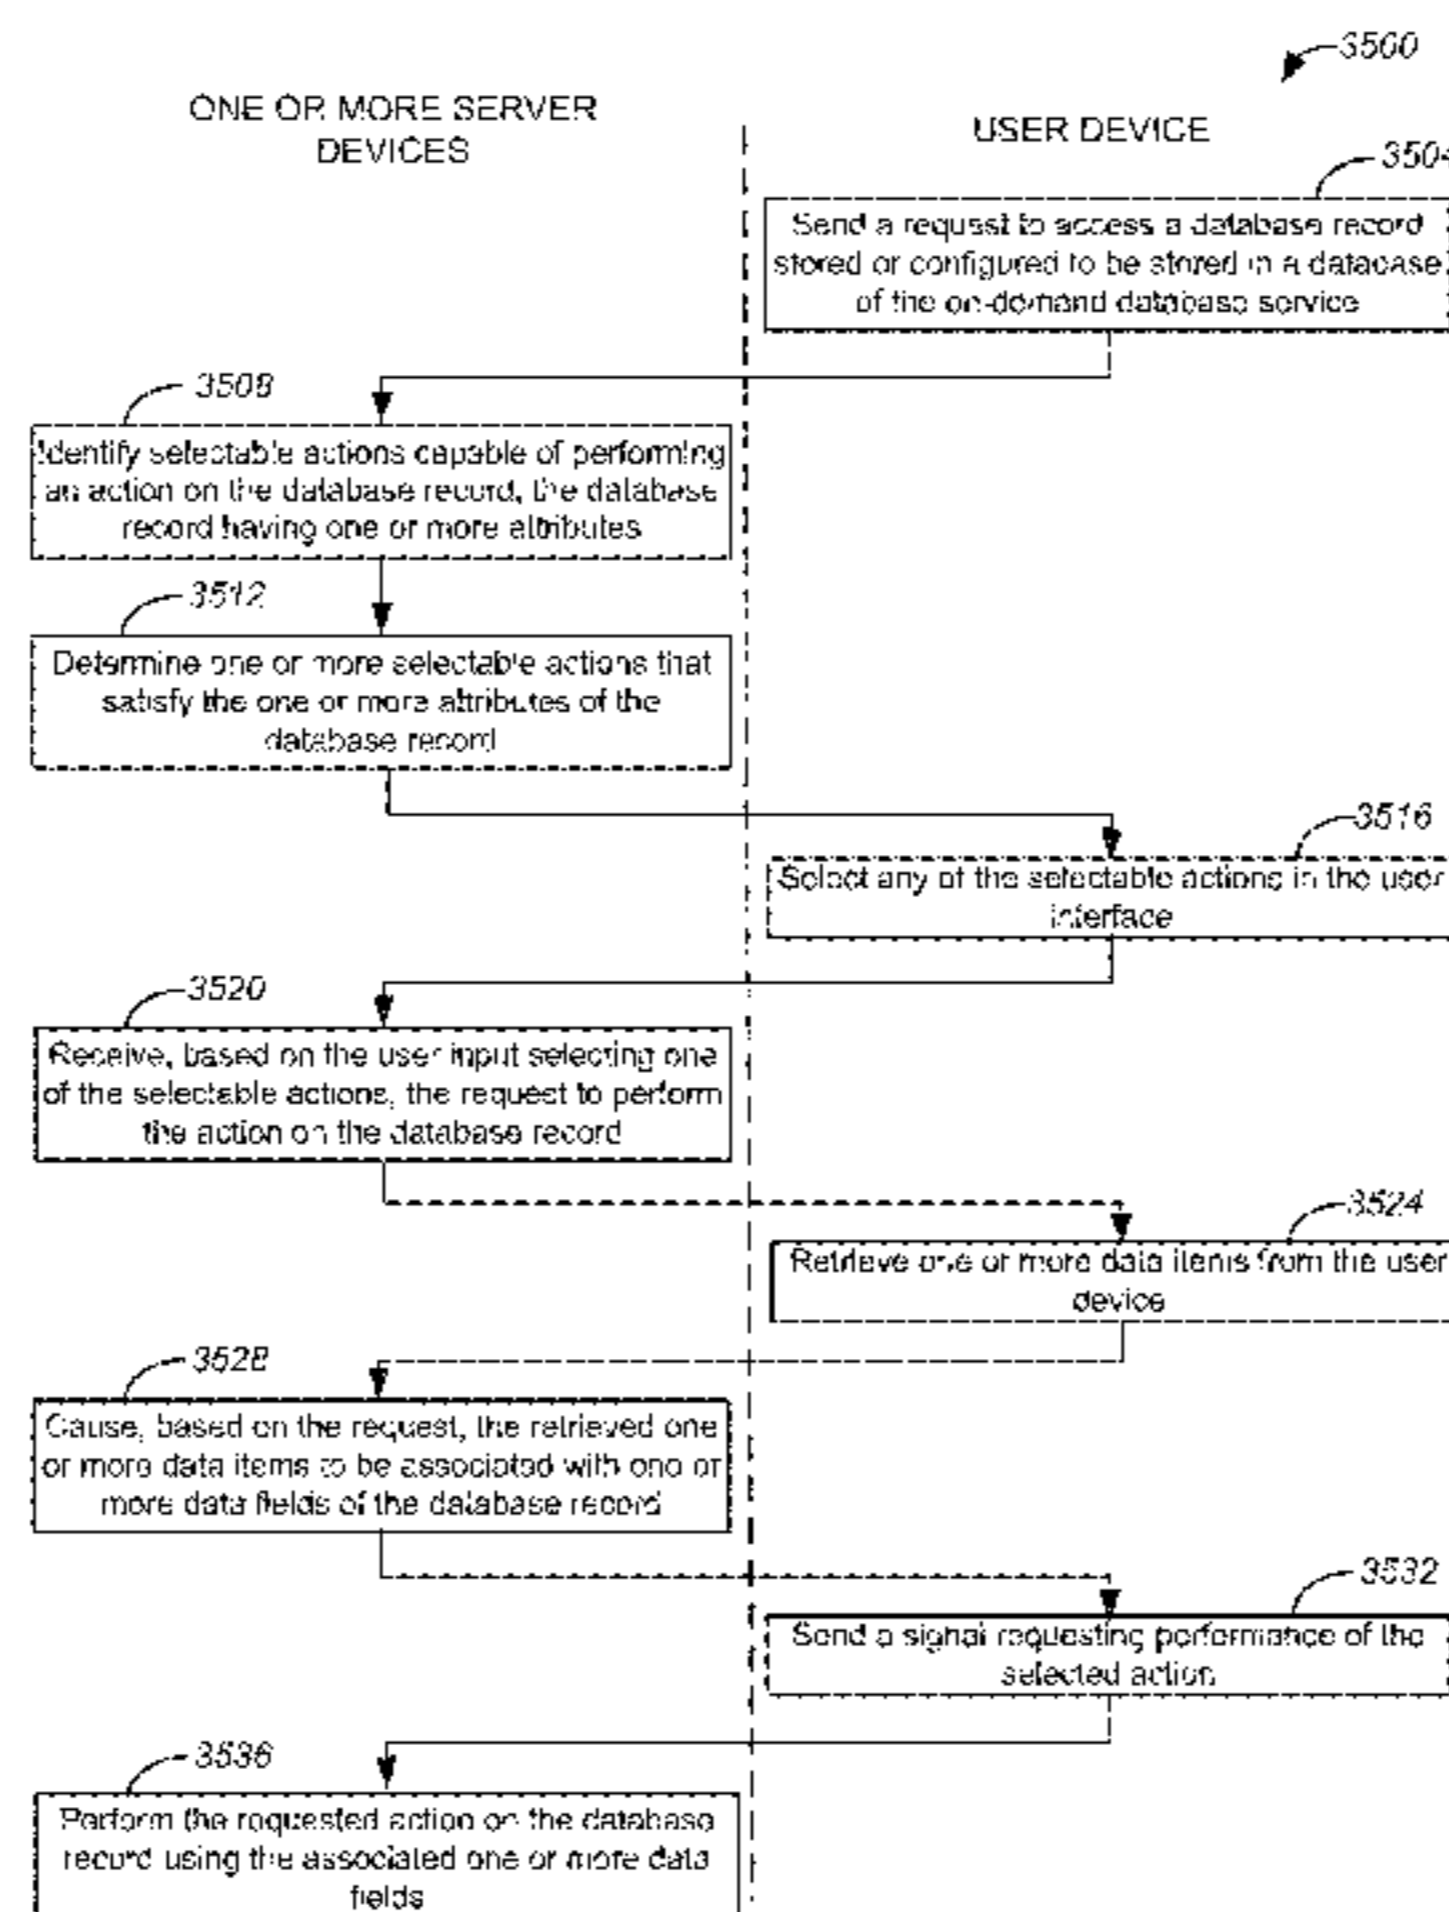 3500
ONE OR MORE SERVER
DEVICES
USER DEVICE
3504
Send a request to access a database record
stored or configured to be stored in a database
of the on-demand database service
3508
Identify selectable actions capable of performing
an action on the database record, the database
record having one or more attributes
3512
Determine one or more selectable actions that
satisfy the one or more attributes of the
database record
3516
Select any of the selectable actions in the user
interface
3520
Receive, based on the user input selecting one
of the selectable actions, the request to perform
the action on the database record
3524
Retrieve one or more data items from the user
device
3528
Cause, based on the request, the retrieved one
or more data items to be associated with one or
more data fields of the database record
3532
Send a signal requesting performance of the
selected action
3536
Perform the requested action on the database
record using the associated one or more data
fields